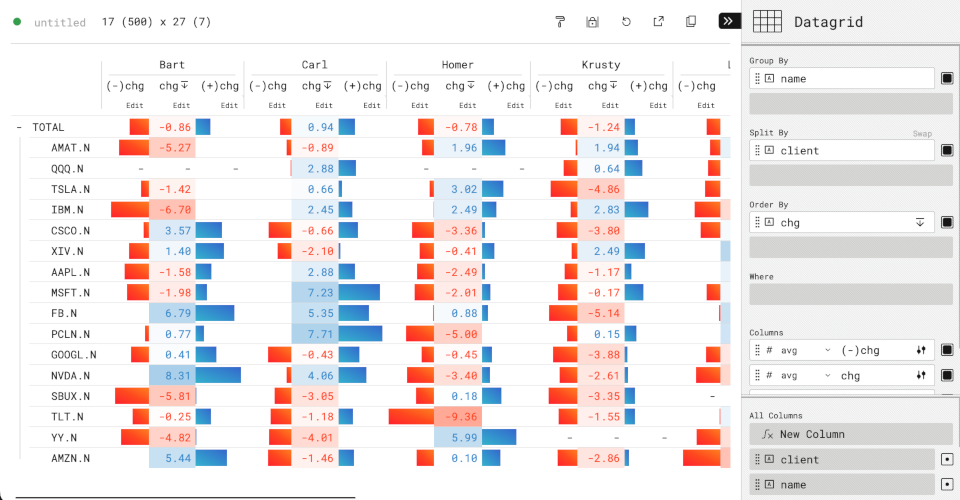 untitled 17 (500) x 27 (7)
Bart Carl Homer Krusty
(-)chg chg (+)chg (-)chg chg (+)chg (-)chg chg (+)chg (-)chg chg (+)chg (-)chg
Edit Edit Edit Edit Edit Edit Edit Edit Edit Edit Edit Edit Edit
- TOTAL -0.86 0.94 -0.78 -1.24
AMAT.N -5.27 -0.89 1.96 1.94
QQQ.N - - - 2.88 - - - 0.64
TSLA.N -1.42 0.66 3.02 -4.86
IBM.N -6.70 2.45 2.49 2.83
CSCO.N 3.57 -0.66 -3.36 -3.80
XIV.N 1.40 -2.10 -0.41 2.49
AAPL.N -1.58 2.88 -2.49 -1.17
MSFT.N -1.98 7.23 -2.01 -0.17
FB.N 6.79 5.35 0.88 -5.14
PCLN.N 0.77 7.71 -5.00 0.15
GOOGL.N 0.41 -0.43 -0.45 -3.88
NVDA.N 8.31 4.06 -3.40 -2.61
SBUX.N -5.81 -3.05 0.18 -3.35 -
TLT.N -0.25 -1.18 -9.36 -1.55
YY.N -4.82 -4.01 5.99 - - -
AMZN.N 5.44 -1.46 0.10 -2.86
Datagrid
Group By
A name
Split By Swap
A client
Order By
A chg
Where
Columns
# avg (-)chg
# avg chg
All Columns
fx New Column
A client
A name